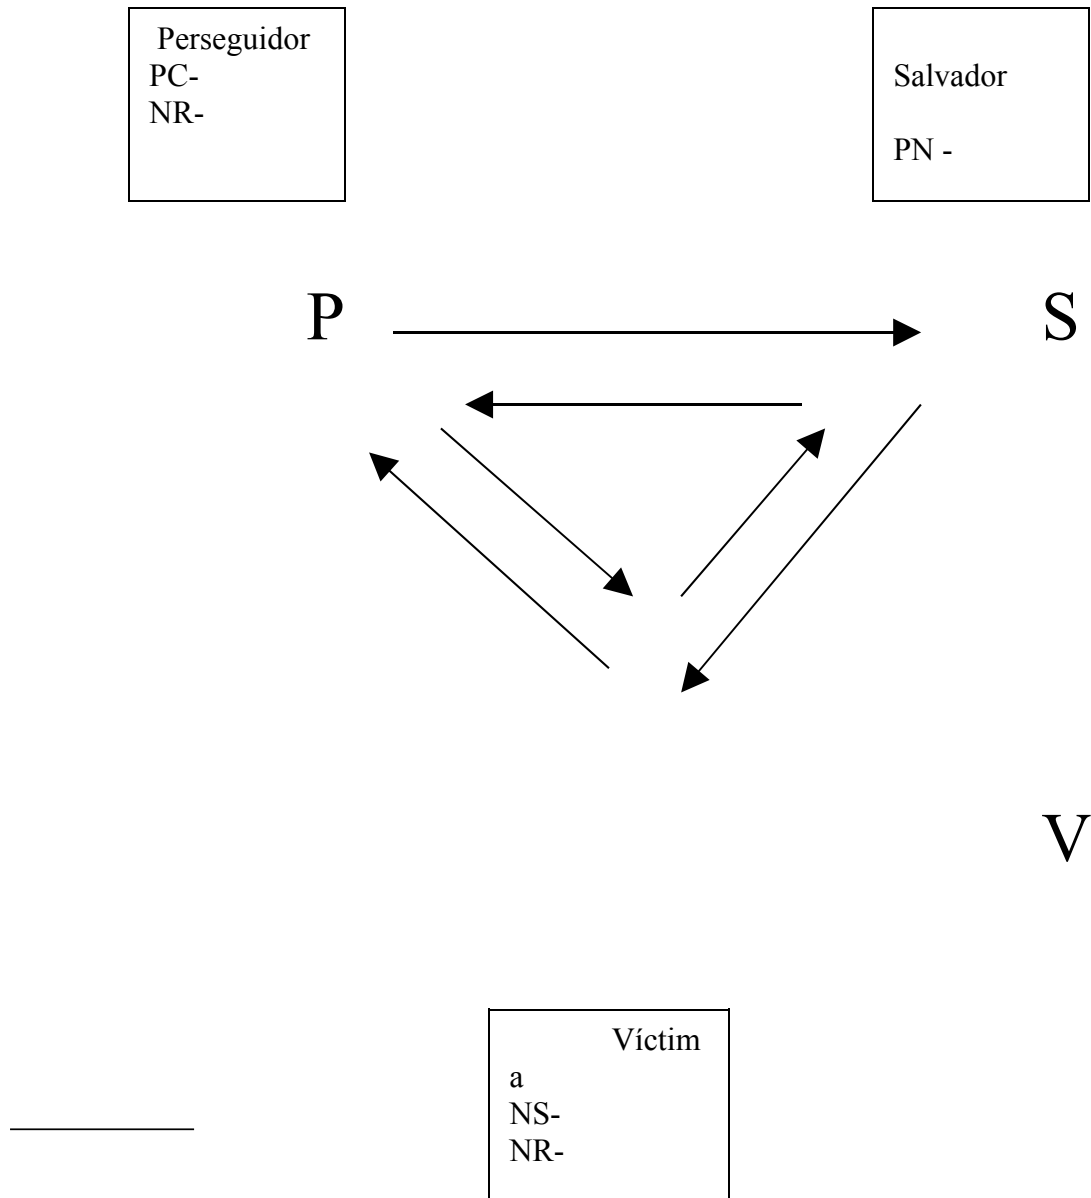 Perseguidor
PC-
NR-
Salvador
PN -
P
S
V
Víctim
a
NS-
NR-